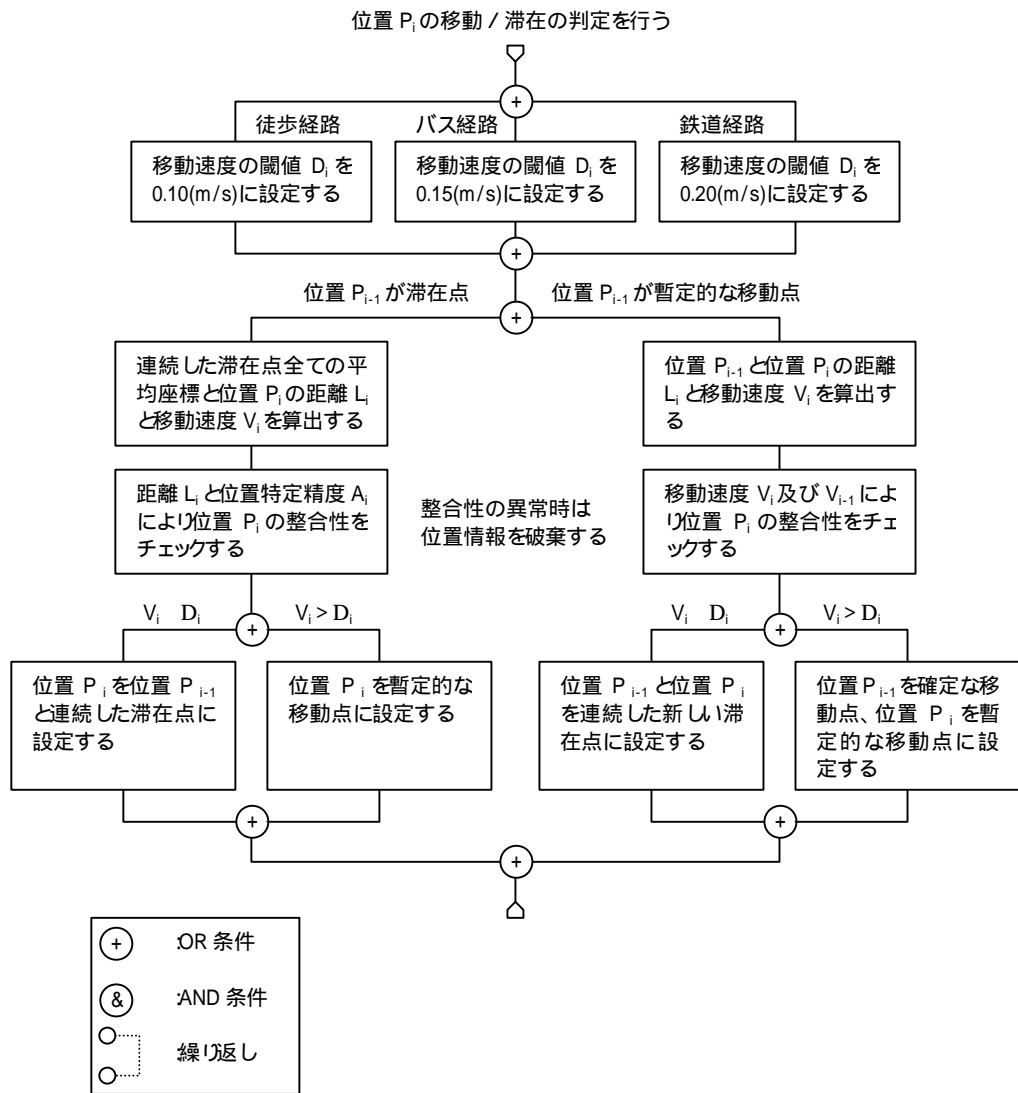 位置 Pi の移動 / 滞在の判定を行う
+
徒歩経路 バス経路 鉄道経路
移動速度の閾値 Di を
0.10(m/s)に設定する
移動速度の閾値 Di を
0.15(m/s)に設定する
移動速度の閾値 Di を
0.20(m/s)に設定する
+
位置 Pi-1 が滞在点 位置 Pi-1 が暫定的な移動点
+
連続した滞在点全ての平
均座標と位置 Pi の距離 Li
と移動速度 Vi を算出する
位置 Pi-1 と位置 Pi の距離
Li と移動速度 Vi を算出す
る
距離 Li と位置特定精度 Ai
により位置 Pi の整合性を
チェックする
整合性の異常時は
位置情報を破棄する
移動速度 Vi 及び Vi-1 によ
り位置 Pi の整合性をチェ
ックする
Vi Di + Vi > Di
Vi Di + Vi > Di
位置 Pi を位置 Pi-1
と連続した滞在点に
設定する
位置 Pi を暫定的な
移動点に設定する
位置 Pi-1 と位置 Pi
を連続した新しい滞
在点に設定する
位置 Pi-1 を確定な移
動点、位置 Pi を暫
定的な移動点に設
定する
+ +
+
+ :OR 条件
& :AND 条件
:繰り返し